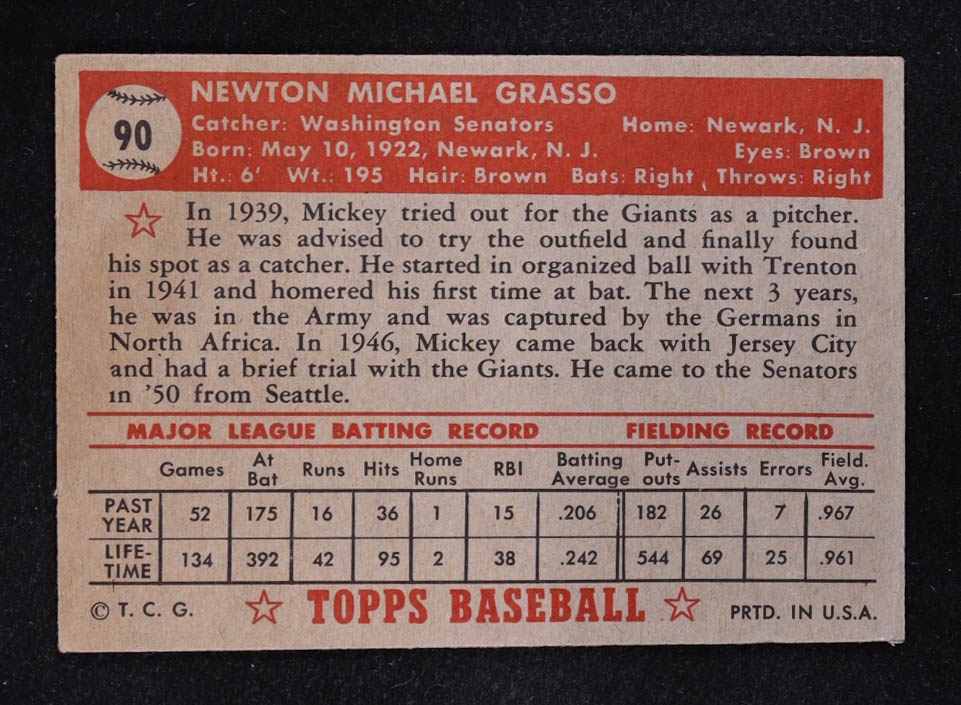 90
NEWTON MICHAEL GRASSO
Catcher: Washington Senators Home: Newark, N. J.
Born: May 10, 1922, Newark, N. J. Eyes: Brown
Ht.: 6' Wt.: 195 Hair: Brown Bats: Right, Throws: Right
In 1939, Mickey tried out for the Giants as a pitcher.
He was advised to try the outfield and finally found
his spot as a catcher. He started in organized ball with Trenton
in 1941 and homered his first time at bat. The next 3 years,
he was in the Army and was captured by the Germans in
North Africa. In 1946, Mickey came back with Jersey City
and had a brief trial with the Giants. He came to the Senators
in '50 from Seattle.
MAJOR LEAGUE BATTING RECORD FIELDING RECORD
Games At Bat Runs Hits Home Runs RBI Batting Average Put-outs Assists Errors Field. Avg.
PAST YEAR 52 175 16 36 1 15 .206 182 26 7 .967
LIFE-TIME 134 392 42 95 2 38 .242 544 69 25 .961
© T. C. G. TOPPS BASEBALL PRTD. IN U.S.A.